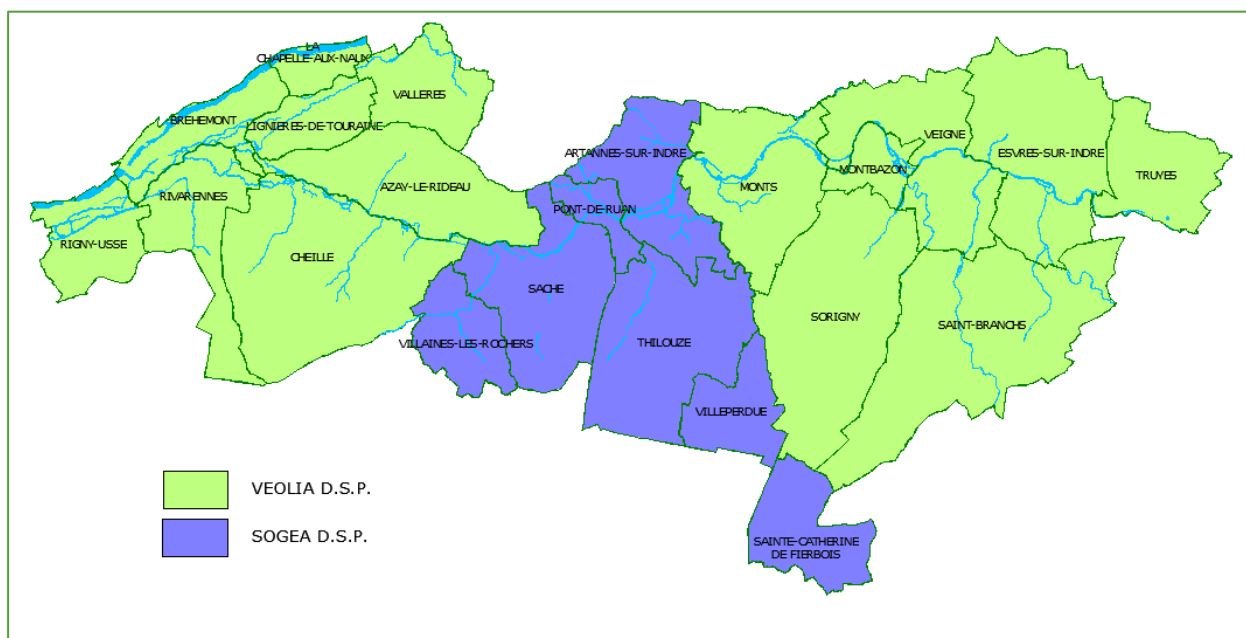 LA
CHAPELLE-AUX-NAUX
VALLERES
BREHEMONT
LIGNIERES-DE-TOURAINE
AZAY-LE-RIDEAU
RIVARENNES
RIGNY-USSE
CHEILLE
ARTANNES-SUR-INDRE
PONT-DE-RUAN
SACHE
VILLAINES-LES-ROCHERS
THILOUZE
VILLEPERDUE
SAINTE-CATHERINE
DE FIERBOIS
MONTS
MONTBAZON
VEIGNE
ESVRES-SUR-INDRE
TRUYES
SORIGNY
SAINT-BRANCHS
VEOLIA D.S.P.
SOGEA D.S.P.